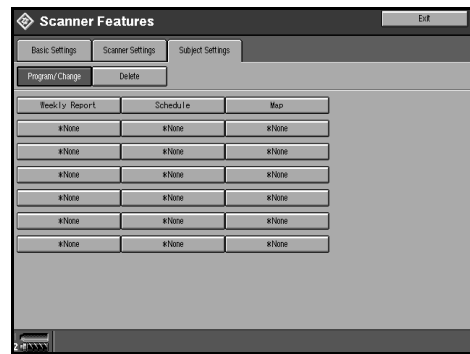 Scanner Features Exit
Basic Settings Scanner Settings Subject Settings
Program/Change Delete
Weekly Report Schedule Map
*None *None *None
*None *None *None
*None *None *None
*None *None *None
*None *None *None
*None *None *None
2